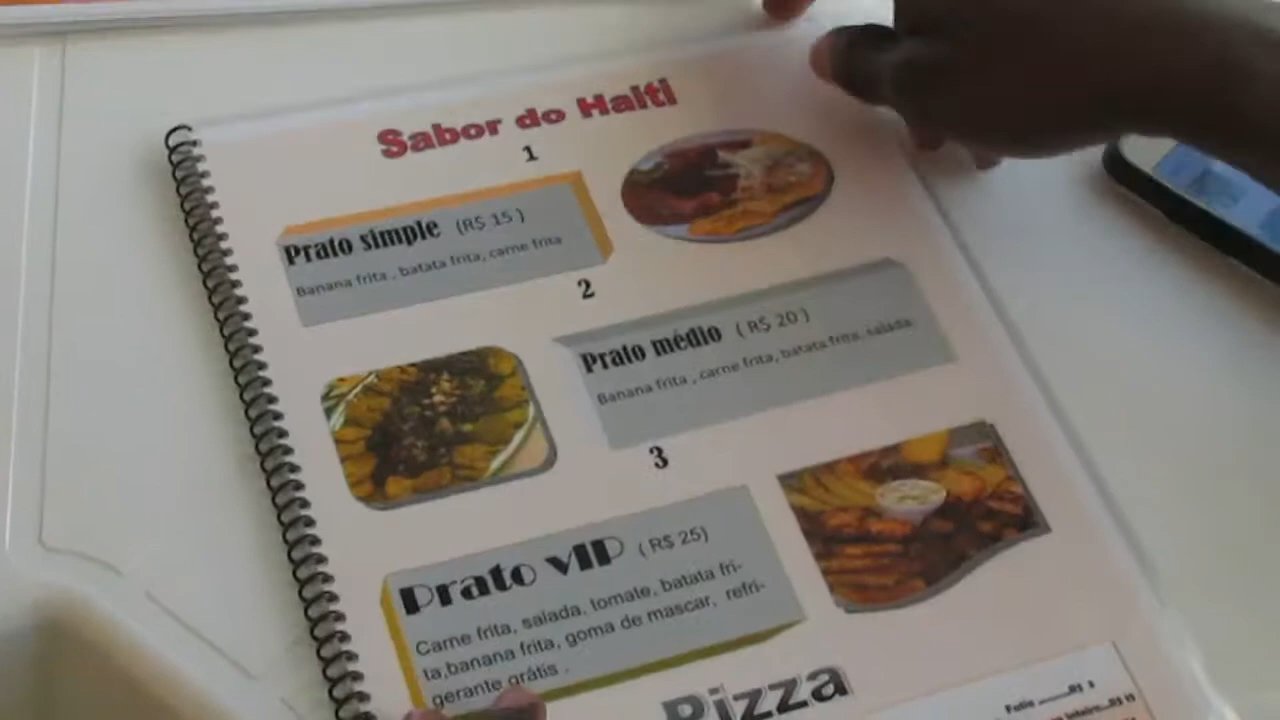 Sabor do Haiti
1
Prato simple (R$ 15 )
Banana frita , batata frita, carne frita
2
Prato médio ( R$ 20 )
Banana frita , carne frita, batata frita, salada
3
Prato vIP ( R$ 25)
Carne frita, salada, tomate, batata fri-
ta,banana frita, goma de mascar, refri-
gerante grátis .
Pizza